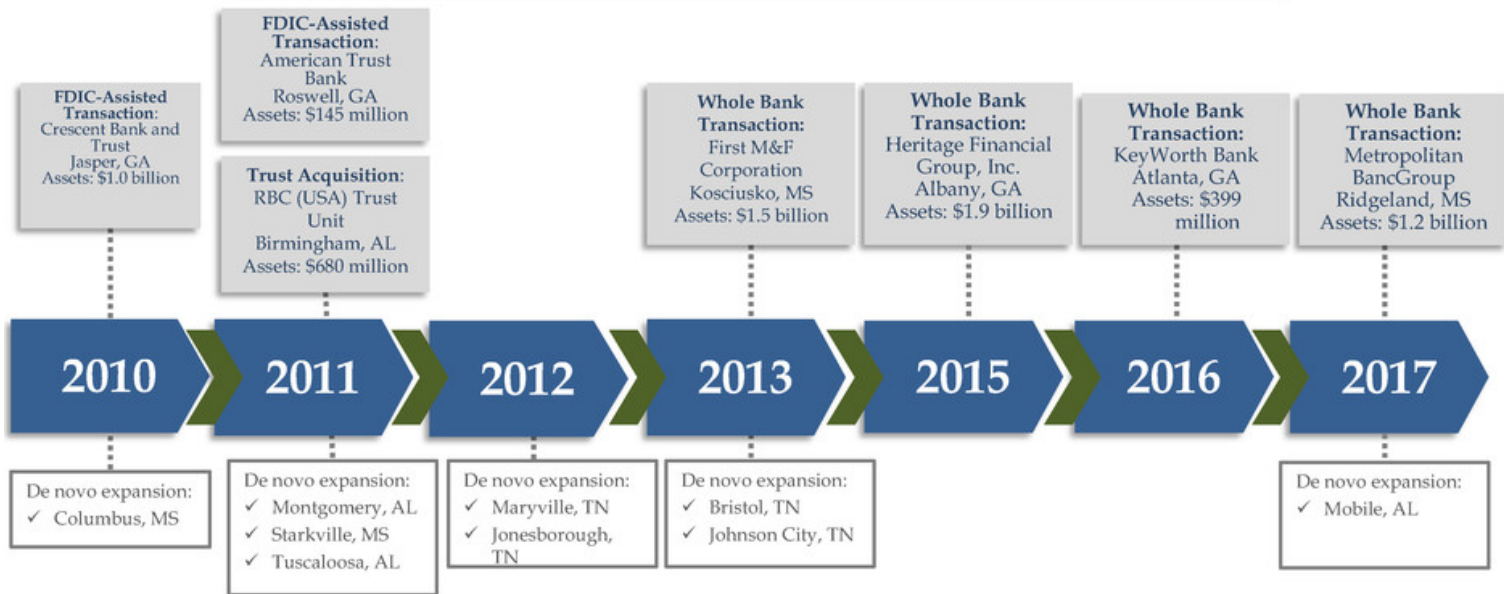 FDIC-Assisted
Transaction:
Crescent Bank and
Trust
Jasper, GA
Assets: $1.0 billion
FDIC-Assisted
Transaction:
American Trust
Bank
Roswell, GA
Assets: $145 million
Trust Acquisition:
RBC (USA) Trust
Unit
Birmingham, AL
Assets: $680 million
Whole Bank
Transaction:
First M&F
Corporation
Kosciusko, MS
Assets: $1.5 billion
Whole Bank
Transaction:
Heritage Financial
Group, Inc.
Albany, GA
Assets: $1.9 billion
Whole Bank
Transaction:
KeyWorth Bank
Atlanta, GA
Assets: $399
million
Whole Bank
Transaction:
Metropolitan
BancGroup
Ridgeland, MS
Assets: $1.2 billion
2010
2011
2012
2013
2015
2016
2017
De novo expansion:
✓ Columbus, MS
De novo expansion:
✓ Montgomery, AL
✓ Starkville, MS
✓ Tuscaloosa, AL
De novo expansion:
✓ Maryville, TN
✓ Jonesborough,
TN
De novo expansion:
✓ Bristol, TN
✓ Johnson City, TN
De novo expansion:
✓ Mobile, AL